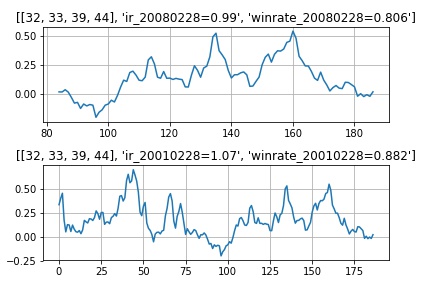 [[32, 33, 39, 44], 'ir_20080228=0.99', 'winrate_20080228=0.806']
0.50
0.25
0.00
80 100 120 140 160 180
[[32, 33, 39, 44], 'ir_20010228=1.07', 'winrate_20010228=0.882']
0.50
0.25
0.00
−0.25
0 25 50 75 100 125 150 175